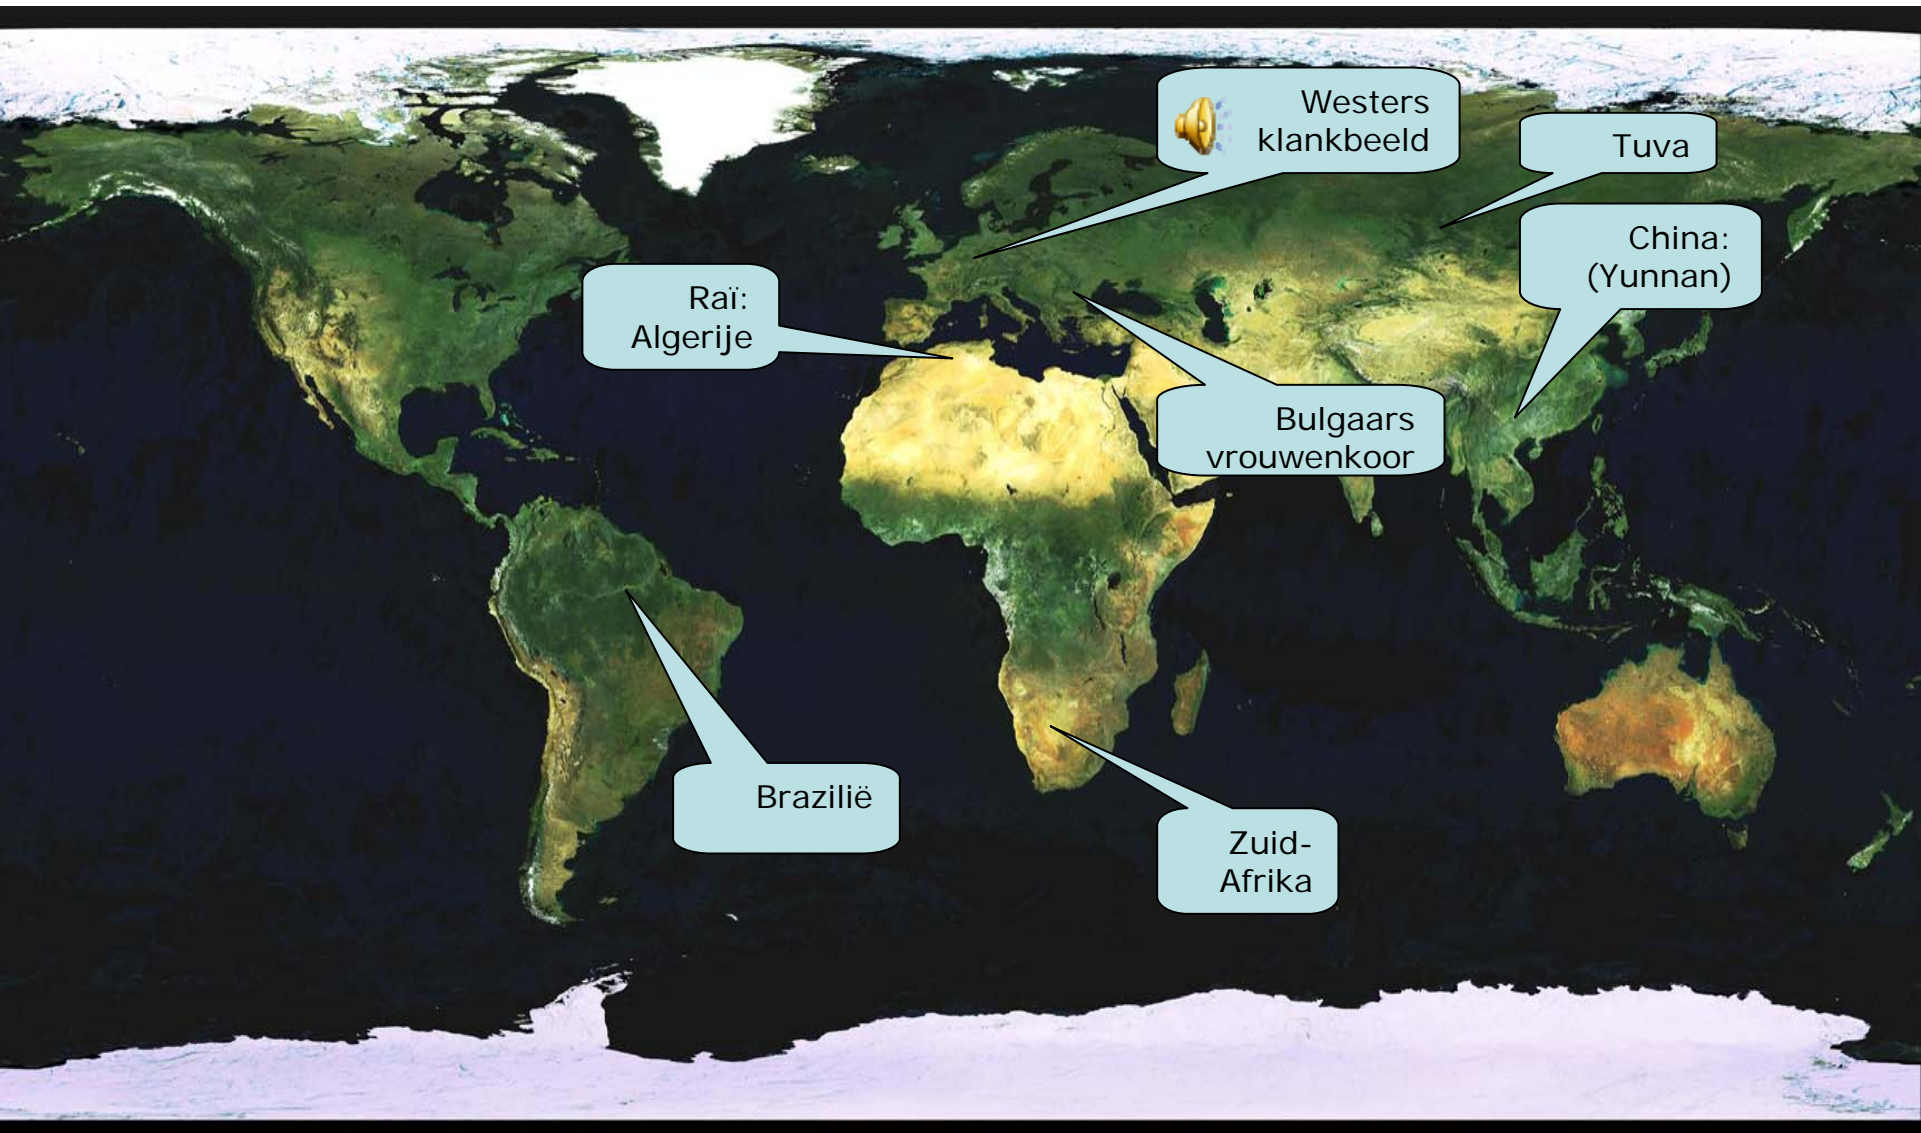 Westers
klankbeeld
Tuva
China:
(Yunnan)
Raï:
Algerije
Bulgaars
vrouwenkoor
Brazilië
Zuid-
Afrika